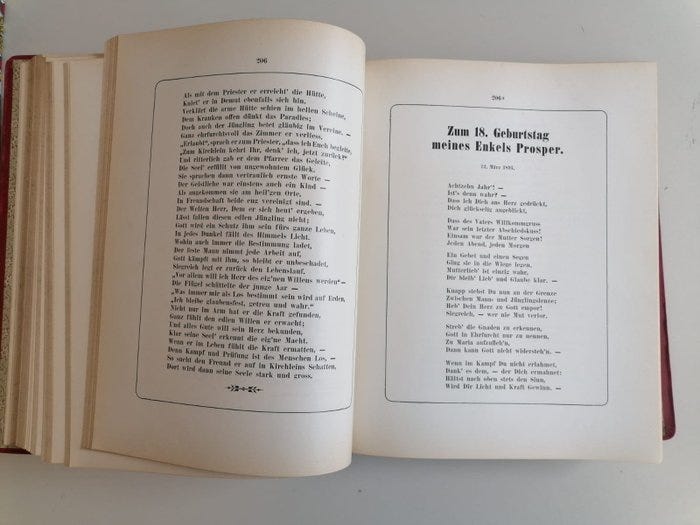 206
Als mit dem Priester er erreicht' die Hütte,
Kniet' er in Demut ebenfalls sich hin.
Verklärt die arme Hütte schien im hellen Scheine,
Dem Kranken offen dünkt das Paradies;
Doch auch der Jüngling betet gläubig im Vereine. —
Ganz ehrfurchtsvoll das Zimmer er verliess,
„Erlaubt", sprach er zum Priester, „dass ich Euch begleite,
„Zum Kirchlein kehrt Ihr, denk' ich, jetzt zurück?"
Und ritterlich gab er dem Pfarrer das Geleite,
Die Seel' erfüllt von ungewohntem Glück.
Sie sprachen dann vertraulich ernste Worte —
Der Geistliche war einstens auch ein Kind —
Als angekommen sie am heil'gen Orte,
In Freundschaft beide eng vereinigt sind. —
Der Welten Herr, Dem er sich heut' ergeben,
Lässt fallen diesen edlen Jüngling nicht;
Gott wird ein Schutz ihm sein fürs ganze Leben,
In jedes Dunkel fällt des Himmels Licht.
Wohin auch immer die Bestimmung ladet,
Der feste Mann nimmt jede Arbeit auf,
Gott kämpft mit ihm, so bleibt er unbeschadet,
Siegreich legt er zurück den Lebenslauf.
„Vor allem will ich Herr des eig'nen Willens werden" —
Die Flügel schüttelte der junge Aar —
„Was immer mir als Los bestimmt sein wird auf Erden,
„Ich bleibe glaubensfest, getreu und wahr."
Nicht nur im Arm hat er die Kraft gefunden,
Gar kühlt den edlen Willen er erwacht;
Und alles Gute will sein Herz bekunden,
Klar seine Seel' erkennt die eig'ne Macht.
Wenn er im Leben fühlt die Kraft ermatten, —
Denn Kampf und Prüfung ist des Menschen Los, —
So sucht den Freund er auf in Kirchleins Schatten,
Dort wird dann seine Seele stark und gross.
206a
Zum 18. Geburtstag
meines Enkels Prosper.
12. März 1894.
Achtzehn Jahr'! —
Ist's denn wahr? —
Dass ich Dich ans Herz gedrückt,
Dich glückselig angeblickt,
Dass des Vaters Willkommgruss
War sein letzter Abschiedskuss!
Einsam war der Mutter Sorgen!
Jeden Abend, jeden Morgen
Ein Gebet und einen Segen
Ging sie in die Wiege legen.
Mutterlieb' ist einzig wahr,
Dir bleib' Lieb' und Glaube klar. —
Knapp stehst Du nun an der Grenze
Zwischen Mann- und Jünglingslenze;
Heb' Dein Herz zu Gott empor!
Siegreich, — wer nie Mut verlor.
Streb' die Gnaden zu erkennen,
Gott in Ehrfurcht nur zu nennen,
Zu Maria aufzufleh'n,
Dann kann Gott nicht widersteh'n. —
Wenn im Kampf Du nicht erlahmet,
Dank' es dem, — der Dich ermahnet:
Hältst nach oben stets den Sinn,
Wird Dir Licht und Kraft Gewinn. —